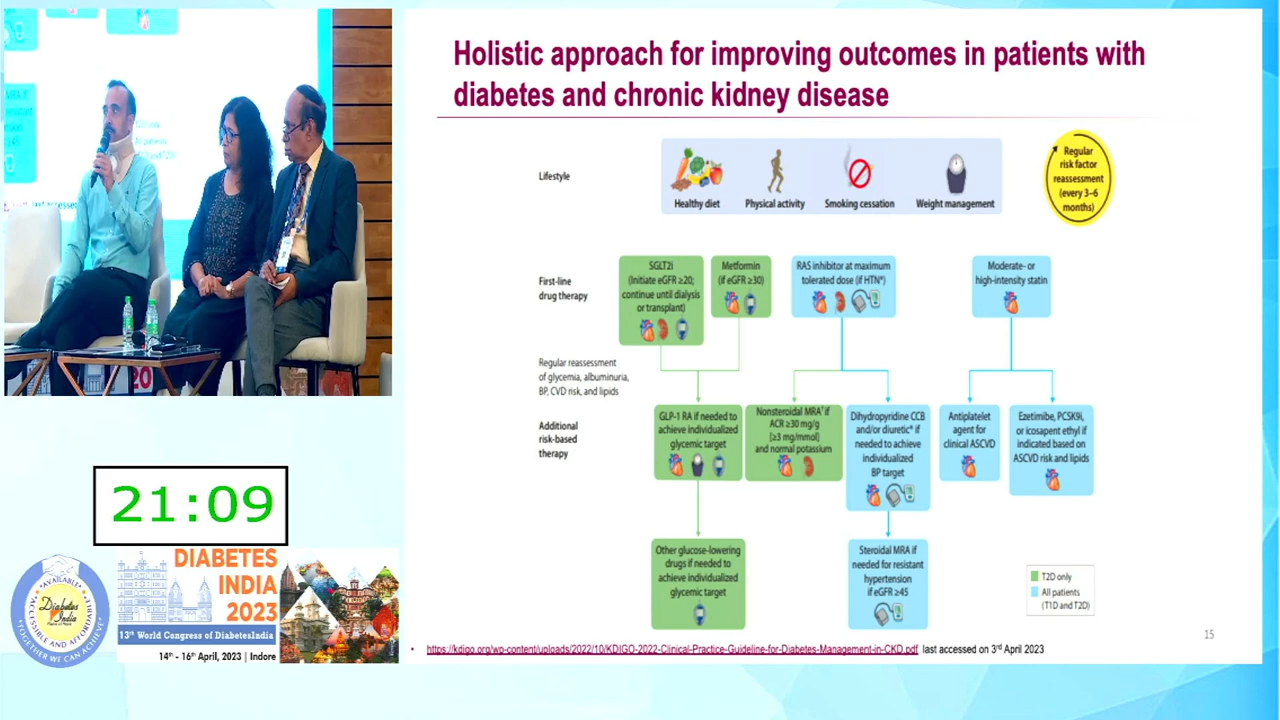 Holistic approach for improving outcomes in patients with
diabetes and chronic kidney disease
Lifestyle
Healthy diet
Physical activity
Smoking cessation
Weight management
Regular
risk factor
reassessment
(every 3–6
months)
First-line
drug therapy
SGLT2i
(Initiate eGFR ≥20;
continue until dialysis
or transplant)
Metformin
(if eGFR ≥30)
RAS inhibitor at maximum
tolerated dose (if HTN*)
Moderate- or
high-intensity statin
Regular reassessment
of glycemia, albuminuria,
BP, CVD risk, and lipids
Additional
risk-based
therapy
GLP-1 RA if needed to
achieve individualized
glycemic target
Nonsteroidal MRA† if
ACR ≥30 mg/g
[≥3 mg/mmol]
and normal potassium
Dihydropyridine CCB
and/or diuretic* if
needed to achieve
individualized
BP target
Antiplatelet
agent for
clinical ASCVD
Ezetimibe, PCSK9i,
or icosapent ethyl if
indicated based on
ASCVD risk and lipids
Other glucose-lowering
drugs if needed to
achieve individualized
glycemic target
Steroidal MRA if
needed for resistant
hypertension
if eGFR ≥45
T2D only
All patients
(T1D and T2D)
15
• https://kdigo.org/wp-content/uploads/2022/10/KDIGO-2022-Clinical-Practice-Guideline-for-Diabetes-Management-in-CKD.pdf last accessed on 3rd April 2023
21:09
AVAILABLE
ACCESSIBLE AND AFFORDABLE
Diabetes
India
TOGETHER WE CAN ACHIEVE
DIABETES
INDIA
2023
13th World Congress of DiabetesIndia
14th - 16th April, 2023 | Indore